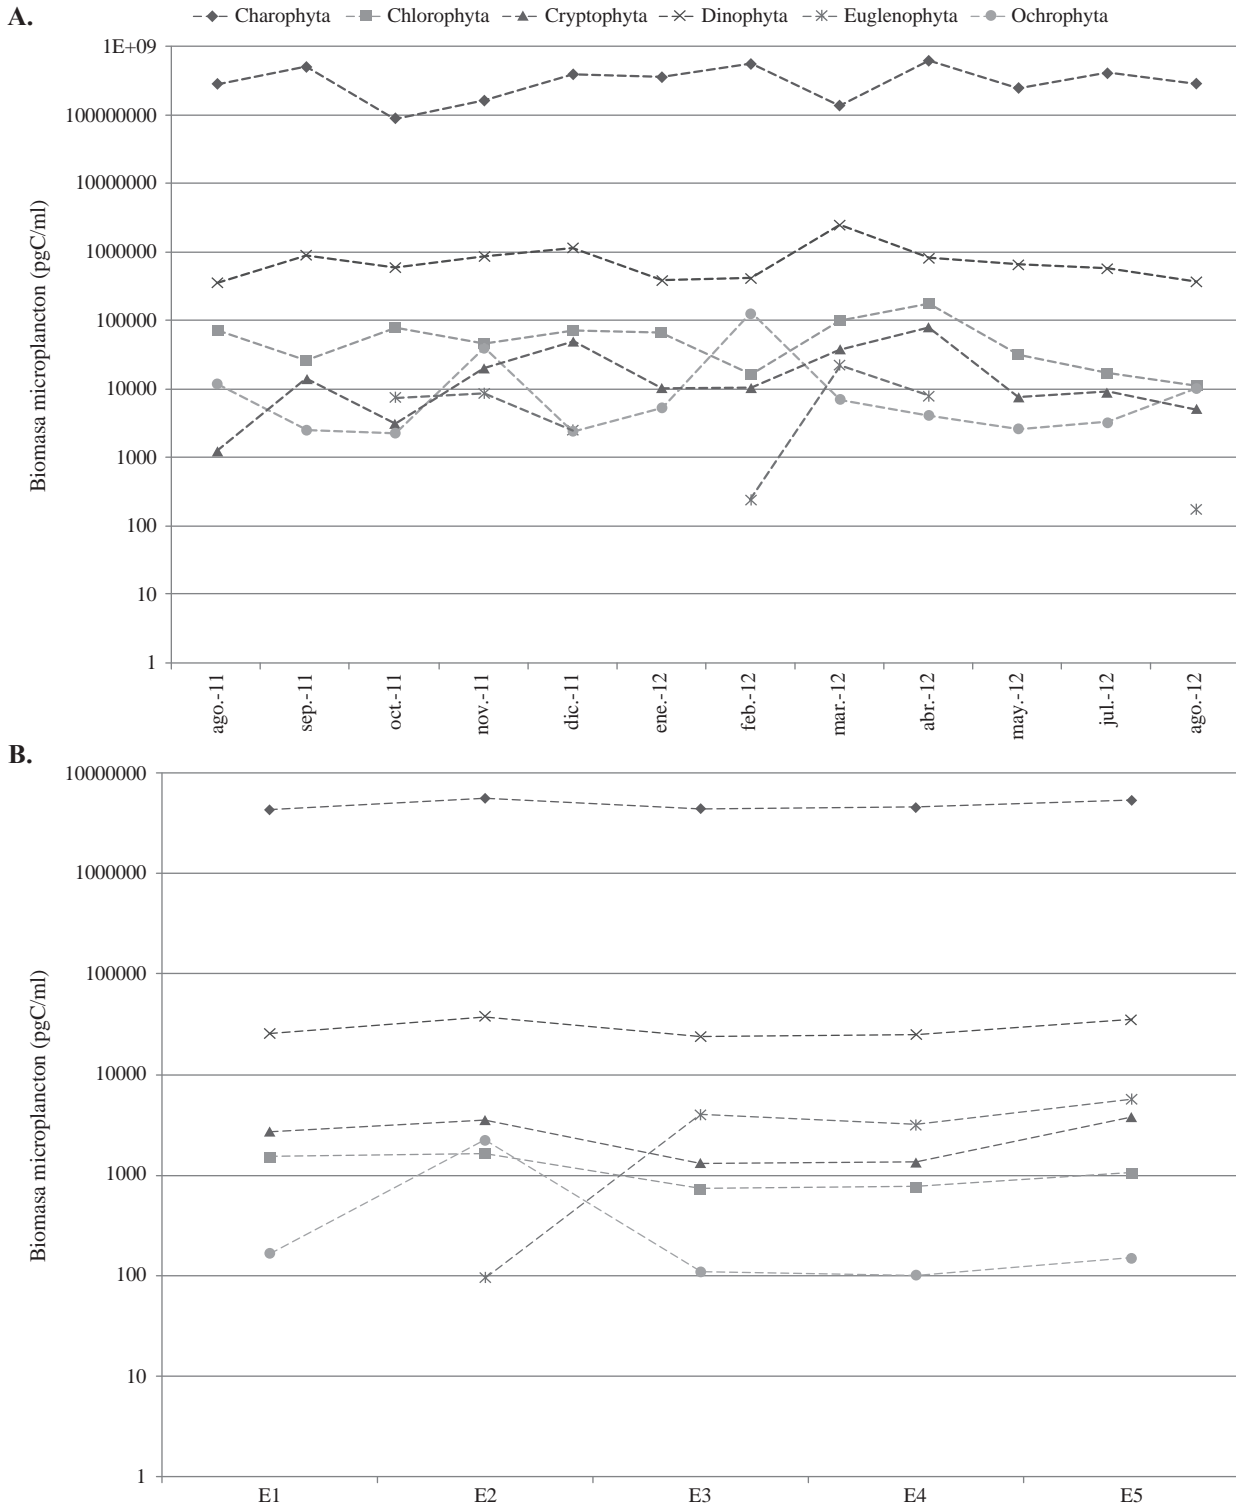 A.
Charophyta Chlorophyta Cryptophyta Dinophyta Euglenophyta Ochrophyta
1E+09
100000000
10000000
1000000
100000
10000
1000
100
10
1
Biomasa microplancton (pgC/ml)
ago.-11 sep.-11 oct.-11 nov.-11 dic.-11 ene.-12 feb.-12 mar.-12 abr.-12 may.-12 jul.-12 ago.-12
B.
10000000
1000000
100000
10000
1000
100
10
1
Biomasa microplancton (pgC/ml)
E1 E2 E3 E4 E5